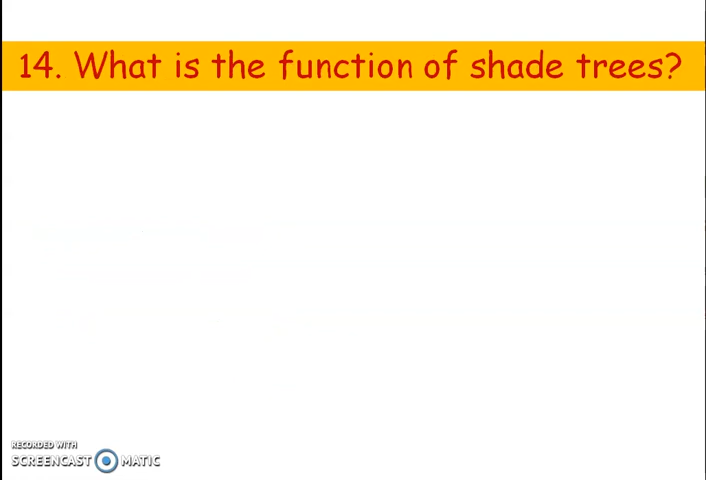 14. What is the function of shade trees?
RECORDED WITH
SCREENCAST MATIC